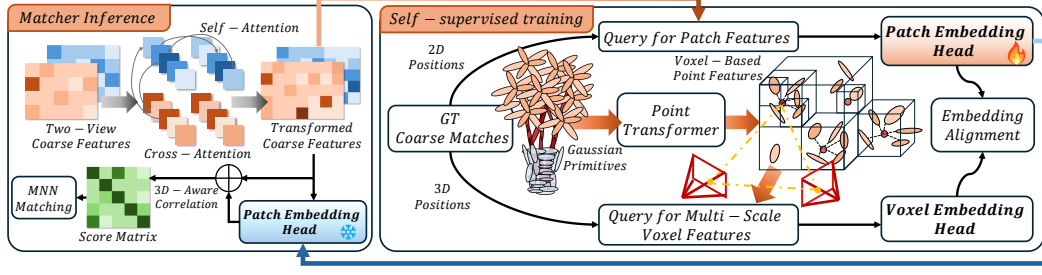 Matcher Inference
Self-Attention
Two-View
Coarse Features
Cross-Attention
Transformed
Coarse Features
MNN
Matching
Score Matrix
3D-Aware
Correlation
Patch Embedding
Head
Self-supervised training
2D
Positions
Query for Patch Features
Patch Embedding
Head
Voxel-Based
Point Features
GT
Coarse Matches
Gaussian
Primitives
Point
Transformer
Embedding
Alignment
3D
Positions
Query for Multi-Scale
Voxel Features
Voxel Embedding
Head